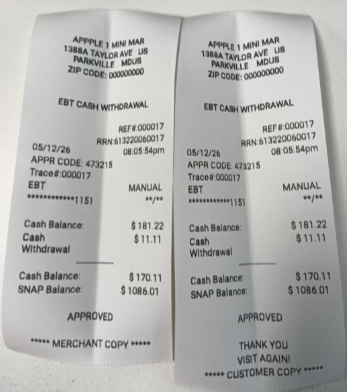 APPPLE 1 MINI MAR
1388A TAYLOR AVE US
PARKVILLE MDUS
ZIP CODE: 000000000
EBT CASH WITHDRAWAL
REF#:000017
RRN:613220060017
05/12/26 08:05:54pm
APPR CODE: 473215
Trace#:000017
EBT MANUAL
************1151 **/**
Cash Balance: $181.22
Cash $11.11
Withdrawal
------------
Cash Balance: $170.11
SNAP Balance: $1086.01
APPROVED
***** MERCHANT COPY *****
APPPLE 1 MINI MAR
1388A TAYLOR AVE US
PARKVILLE MDUS
ZIP CODE: 000000000
EBT CASH WITHDRAWAL
REF#:000017
RRN:613220060017
05/12/26 08:05:54pm
APPR CODE: 473215
Trace#:000017
EBT MANUAL
************1151 **/**
Cash Balance: $181.22
Cash $11.11
Withdrawal
------------
Cash Balance: $170.11
SNAP Balance: $1086.01
APPROVED
THANK YOU
VISIT AGAIN!
***** CUSTOMER COPY *****